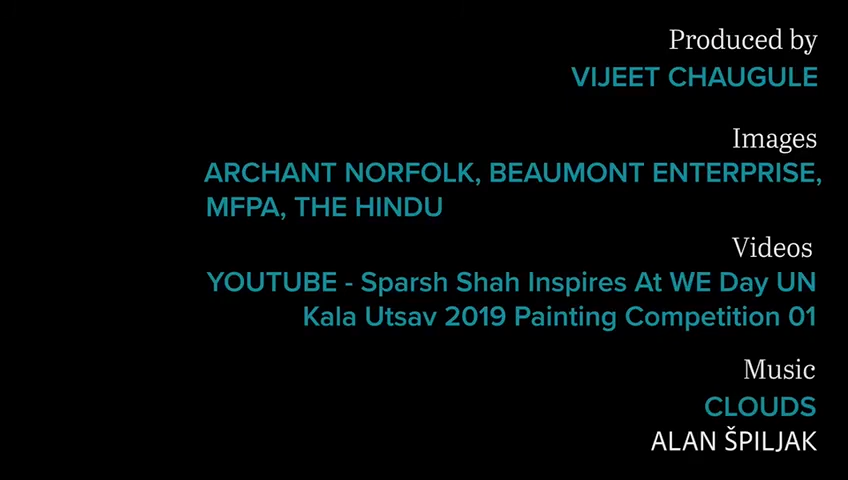 Produced by
VIJEET CHAUGULE
Images
ARCHANT NORFOLK, BEAUMONT ENTERPRISE,
MFPA, THE HINDU
Videos
YOUTUBE - Sparsh Shah Inspires At WE Day UN
Kala Utsav 2019 Painting Competition 01
Music
CLOUDS
ALAN ŠPILJAK